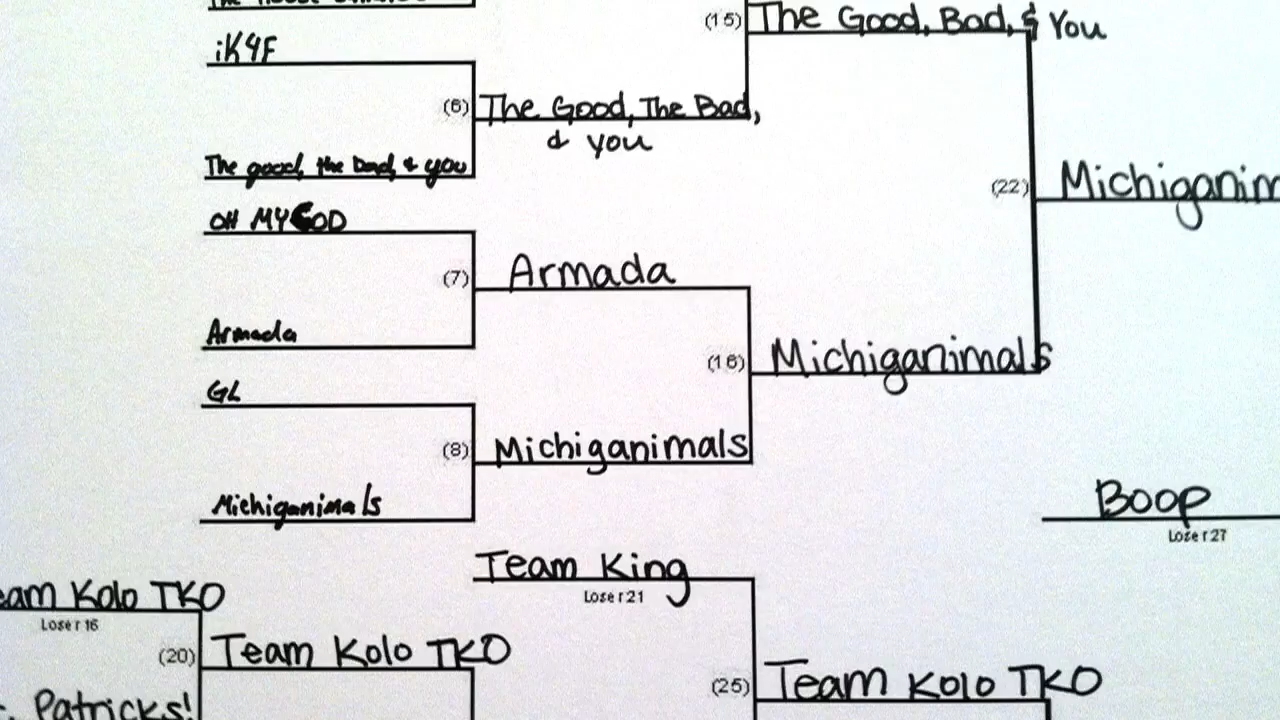 (15) The Good, Bad, & You
iK4F
(6) The Good, The Bad,
& you
The good, the bad, & you
(22) Michiganim
OH MY GOD
(7) Armada
Armada
(16) Michiganimals
GL
(8) Michiganimals
Michiganimals
Boop
Loser 27
Team King
Loser 21
eam Kolo TKO
Loser 16
(20) Team Kolo TKO
(25) Team Kolo TKO
. Patricks!